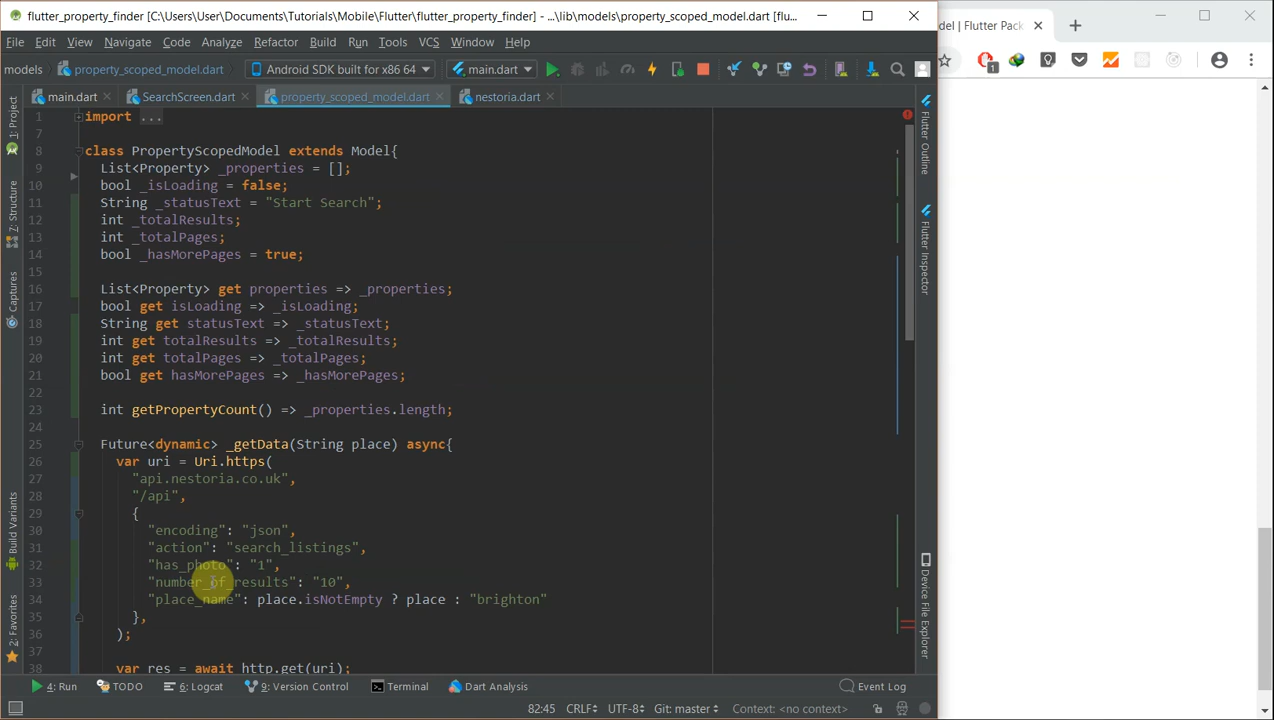 flutter_property_finder [C:\Users\User\Documents\Tutorials\Mobile\Flutter\flutter_property_finder] - ...\lib\models\property_scoped_model.dart [flu...
del | Flutter Pack
File Edit View Navigate Code Analyze Refactor Build Run Tools VCS Window Help
models property_scoped_model.dart Android SDK built for x86 64 main.dart
1
main.dart SearchScreen.dart property_scoped_model.dart nestoria.dart
1: Project
7: Structure
Captures
Build Variants
2: Favorites
1 import ...
7
8 class PropertyScopedModel extends Model{
9 List<Property> _properties = [];
10 bool _isLoading = false;
11 String _statusText = "Start Search";
12 int _totalResults;
13 int _totalPages;
14 bool _hasMorePages = true;
15
16 List<Property> get properties => _properties;
17 bool get isLoading => _isLoading;
18 String get statusText => _statusText;
19 int get totalResults => _totalResults;
20 int get totalPages => _totalPages;
21 bool get hasMorePages => _hasMorePages;
22
23 int getPropertyCount() => _properties.length;
24
25 Future<dynamic> _getData(String place) async{
26 var uri = Uri.https(
27 "api.nestoria.co.uk",
28 "/api",
29 {
30 "encoding": "json",
31 "action": "search_listings",
32 "has_photo": "1",
33 "number_of_results": "10",
34 "place_name": place.isNotEmpty ? place : "brighton"
35 },
36 );
37
38 var res = await http.get(uri);
Flutter Outline
Flutter Inspector
Device File Explorer
4: Run TODO 6: Logcat 9: Version Control Terminal Dart Analysis Event Log
82:45 CRLF UTF-8 Git: master Context: <no context>